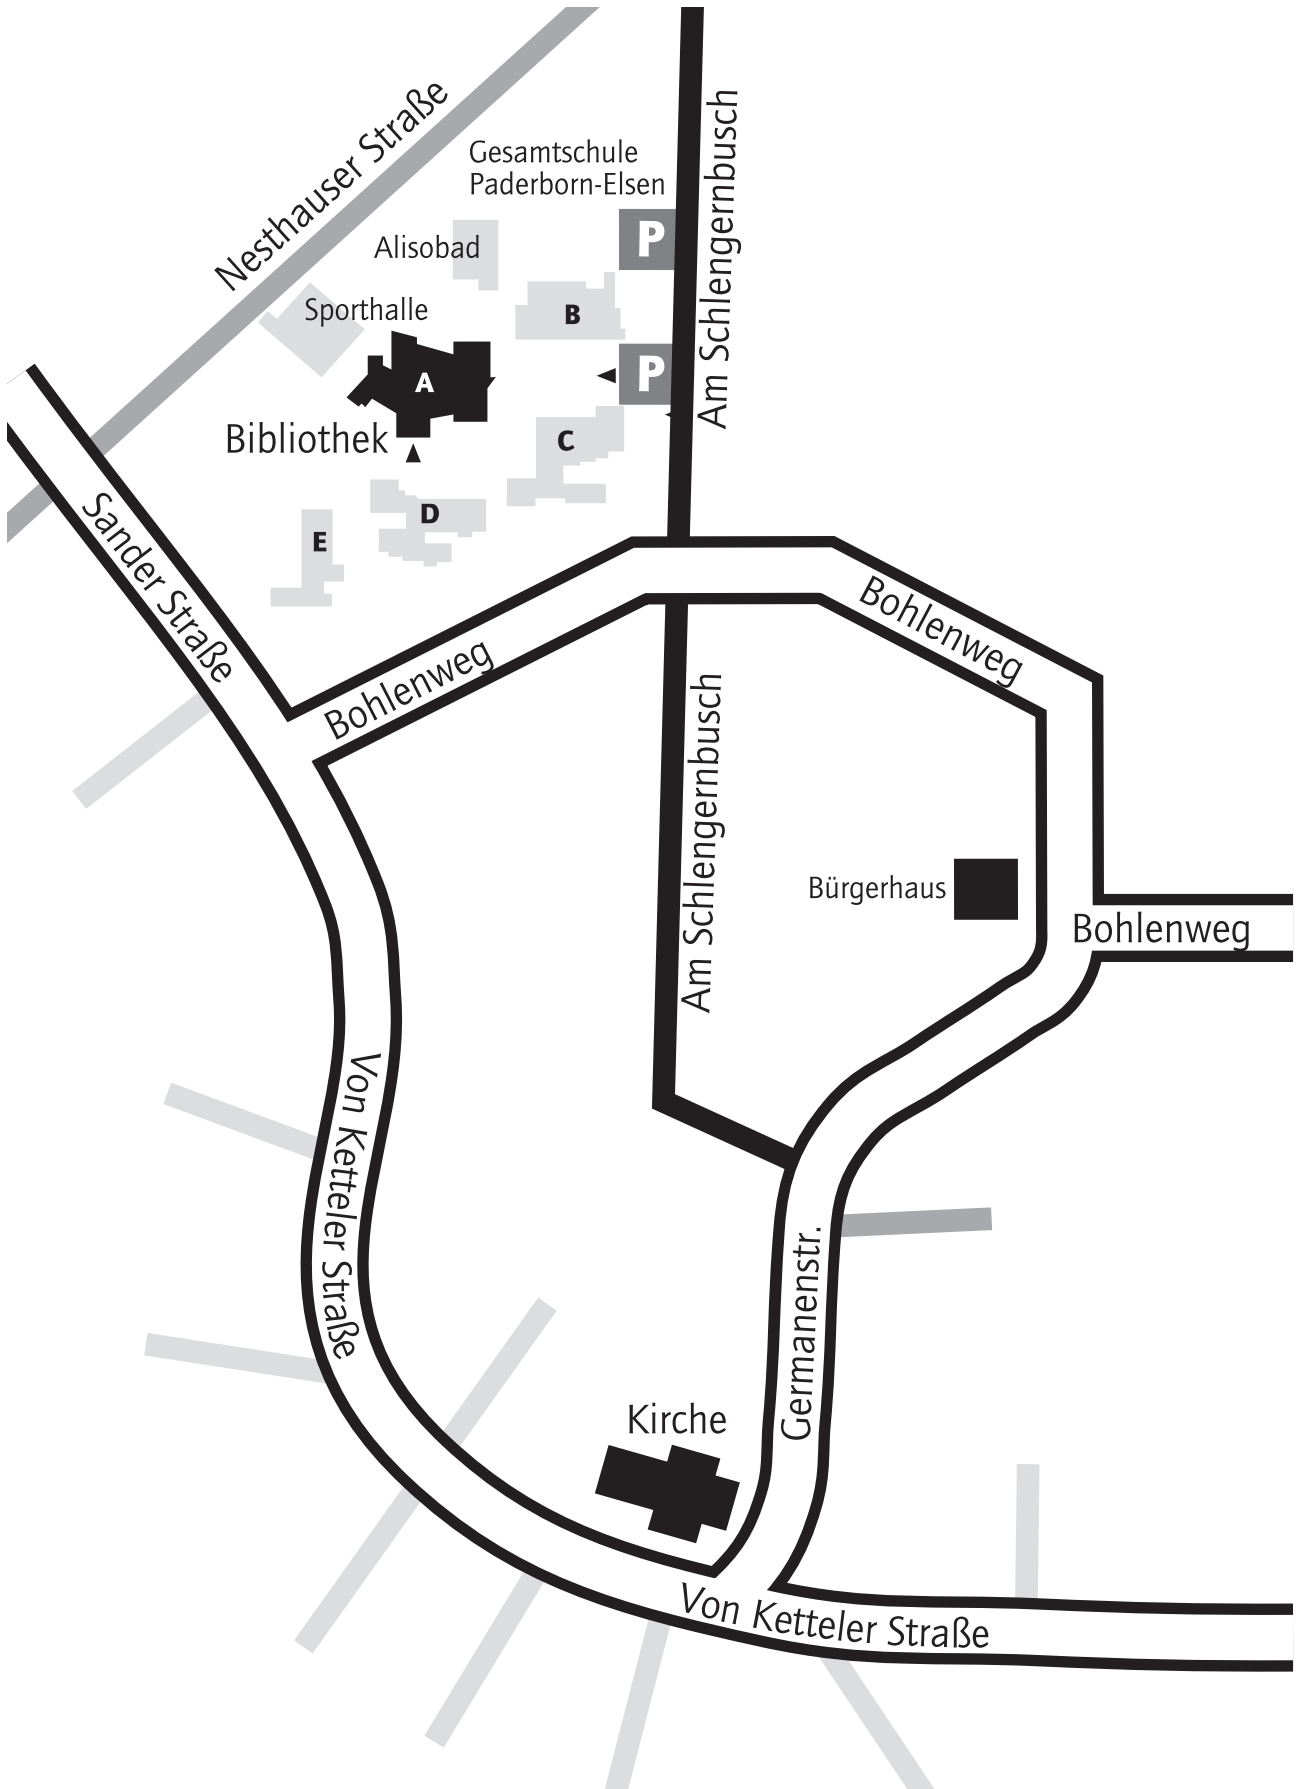 Nesthauser Straße
Gesamtschule
Paderborn-Elsen
Am Schlengernbusch
P
Alisobad
Sporthalle
B
P
A
Bibliothek
C
D
E
Sander Straße
Bohlenweg
Bohlenweg
Am Schlengernbusch
Bürgerhaus
Bohlenweg
Von Ketteler Straße
Germanenstr.
Kirche
Von Ketteler Straße